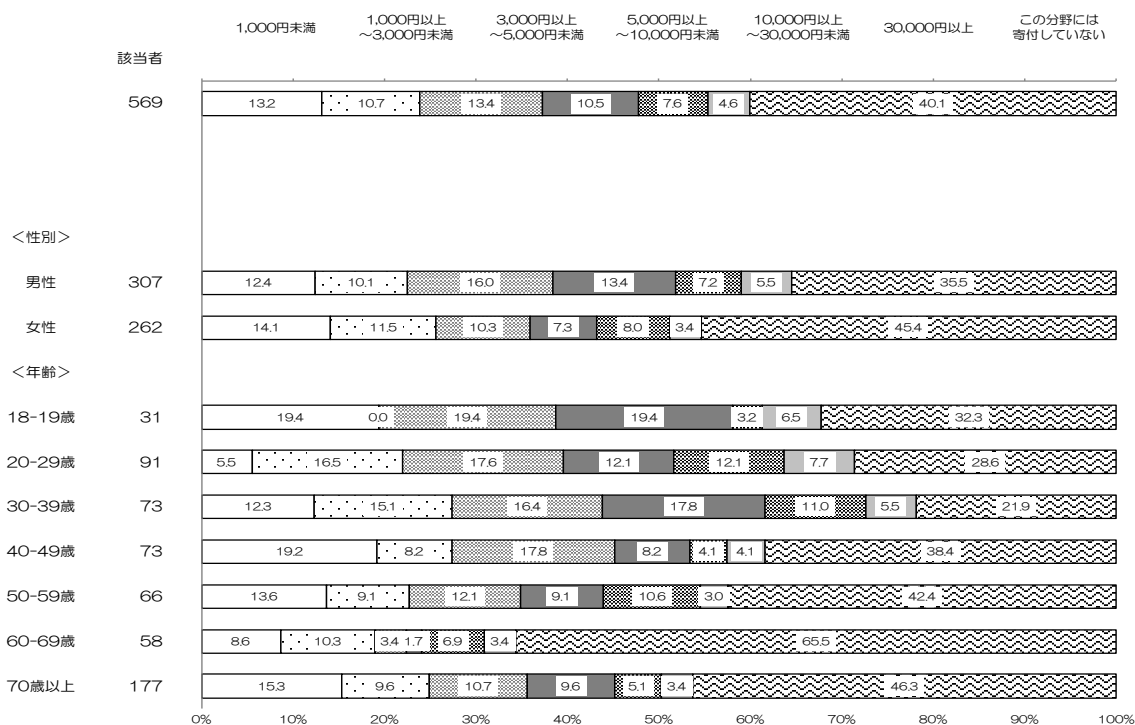 1,000円未満 1,000円以上 ～3,000円未満 3,000円以上 ～5,000円未満 5,000円以上 ～10,000円未満 10,000円以上 ～30,000円未満 30,000円以上 この分野には 寄付していない
該当者
569 13.2 10.7 13.4 10.5 7.6 4.6 40.1
＜性別＞
男性 307 12.4 10.1 16.0 13.4 7.2 5.5 35.5
女性 262 14.1 11.5 10.3 7.3 8.0 3.4 45.4
＜年齢＞
18-19歳 31 19.4 0.0 19.4 19.4 3.2 6.5 32.3
20-29歳 91 5.5 16.5 17.6 12.1 12.1 7.7 28.6
30-39歳 73 12.3 15.1 16.4 17.8 11.0 5.5 21.9
40-49歳 73 19.2 8.2 17.8 8.2 4.1 4.1 38.4
50-59歳 66 13.6 9.1 12.1 9.1 10.6 3.0 42.4
60-69歳 58 8.6 10.3 3.4 1.7 6.9 3.4 65.5
70歳以上 177 15.3 9.6 10.7 9.6 5.1 3.4 46.3
0% 10% 20% 30% 40% 50% 60% 70% 80% 90% 100%